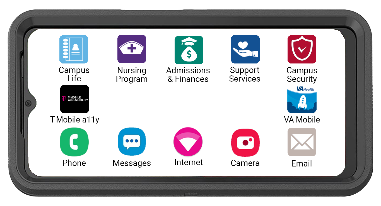 Campus
Life
Nursing
Program
Admissions
& Finances
Support
Services
Campus
Security
T Mobile a11y
VA Mobile
Phone
Messages
Internet
Camera
Email